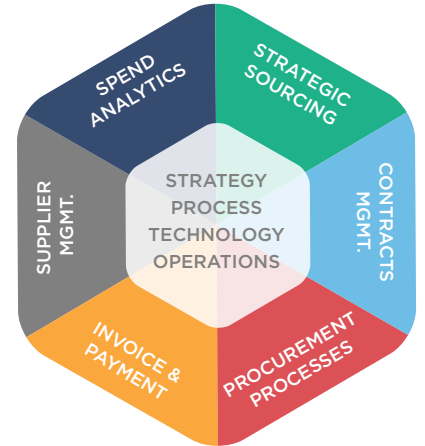 SPEND
ANALYTICS
STRATEGIC
SOURCING
CONTRACTS
MGMT.
PROCUREMENT
PROCESSES
INVOICE &
PAYMENT
SUPPLIER
MGMT.
STRATEGY
PROCESS
TECHNOLOGY
OPERATIONS